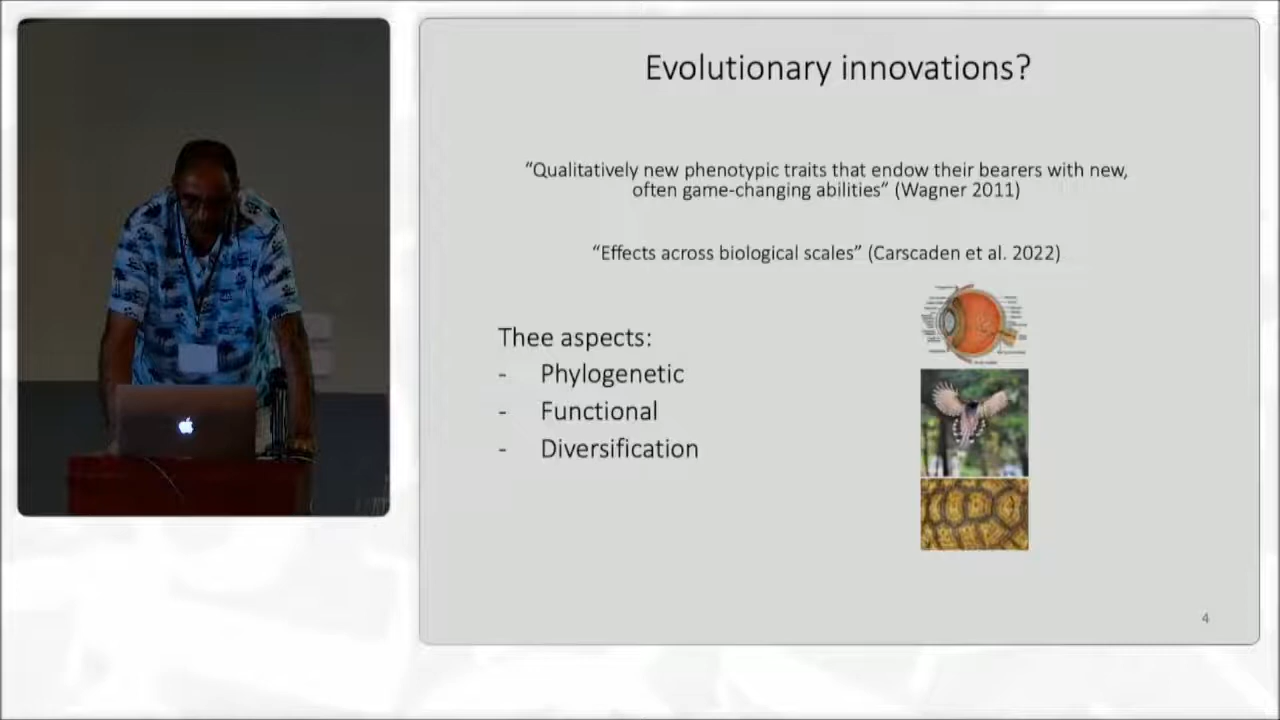 Evolutionary innovations?
“Qualitatively new phenotypic traits that endow their bearers with new,
often game-changing abilities” (Wagner 2011)
“Effects across biological scales” (Carscaden et al. 2022)
Thee aspects:
- Phylogenetic
- Functional
- Diversification
4